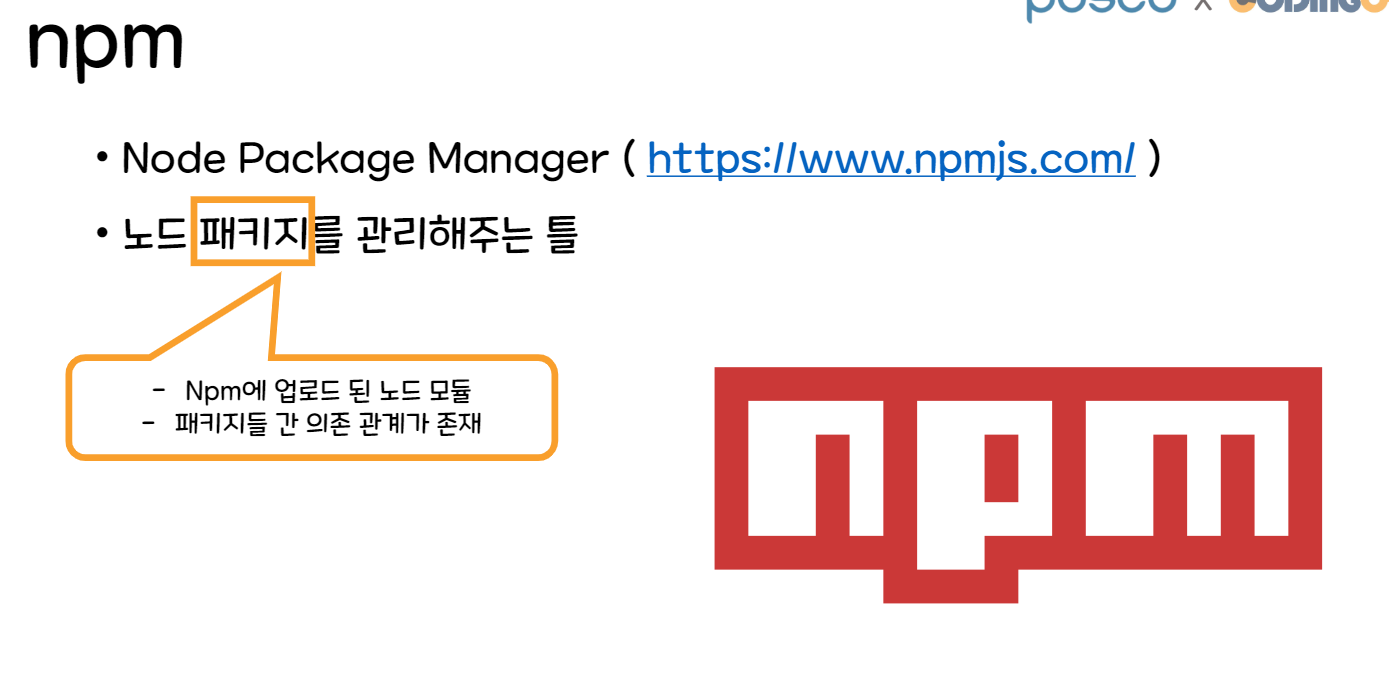 posco x CODINGO
npm
• Node Package Manager ( https://www.npmjs.com/ )
• 노드 패키지를 관리해주는 틀
- Npm에 업로드 된 노드 모듈
- 패키지들 간 의존 관계가 존재
npm